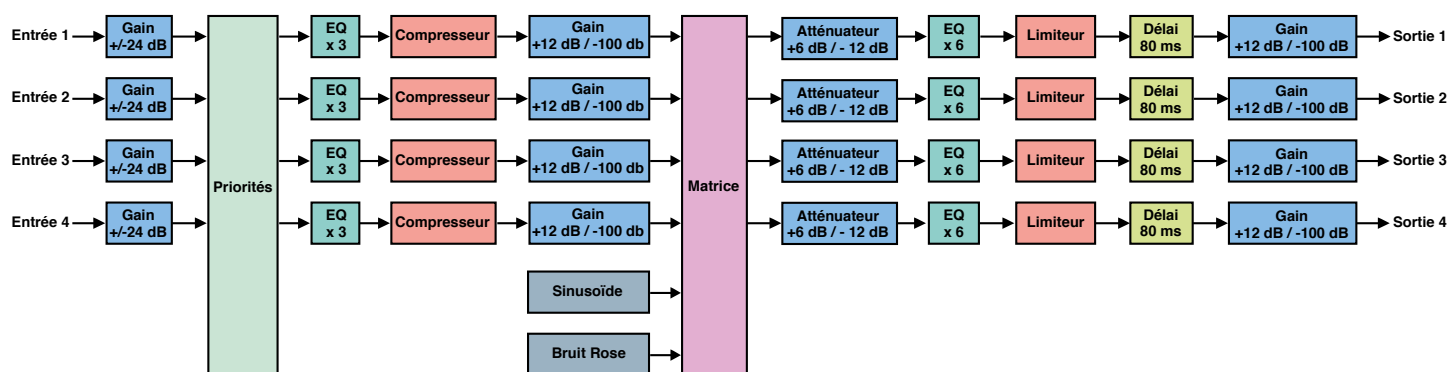 Entrée 1
Gain
+/-24 dB
EQ
x 3
Compresseur
Gain
+12 dB / -100 db
Atténuateur
+6 dB / - 12 dB
EQ
x 6
Limiteur
Délai
80 ms
Gain
+12 dB / -100 dB
Sortie 1
Entrée 2
Gain
+/-24 dB
EQ
x 3
Compresseur
Gain
+12 dB / -100 db
Atténuateur
+6 dB / - 12 dB
EQ
x 6
Limiteur
Délai
80 ms
Gain
+12 dB / -100 dB
Sortie 2
Entrée 3
Gain
+/-24 dB
Priorités
EQ
x 3
Compresseur
Gain
+12 dB / -100 db
Matrice
Atténuateur
+6 dB / - 12 dB
EQ
x 6
Limiteur
Délai
80 ms
Gain
+12 dB / -100 dB
Sortie 3
Entrée 4
Gain
+/-24 dB
EQ
x 3
Compresseur
Gain
+12 dB / -100 db
Atténuateur
+6 dB / - 12 dB
EQ
x 6
Limiteur
Délai
80 ms
Gain
+12 dB / -100 dB
Sortie 4
Sinusoïde
Bruit Rose